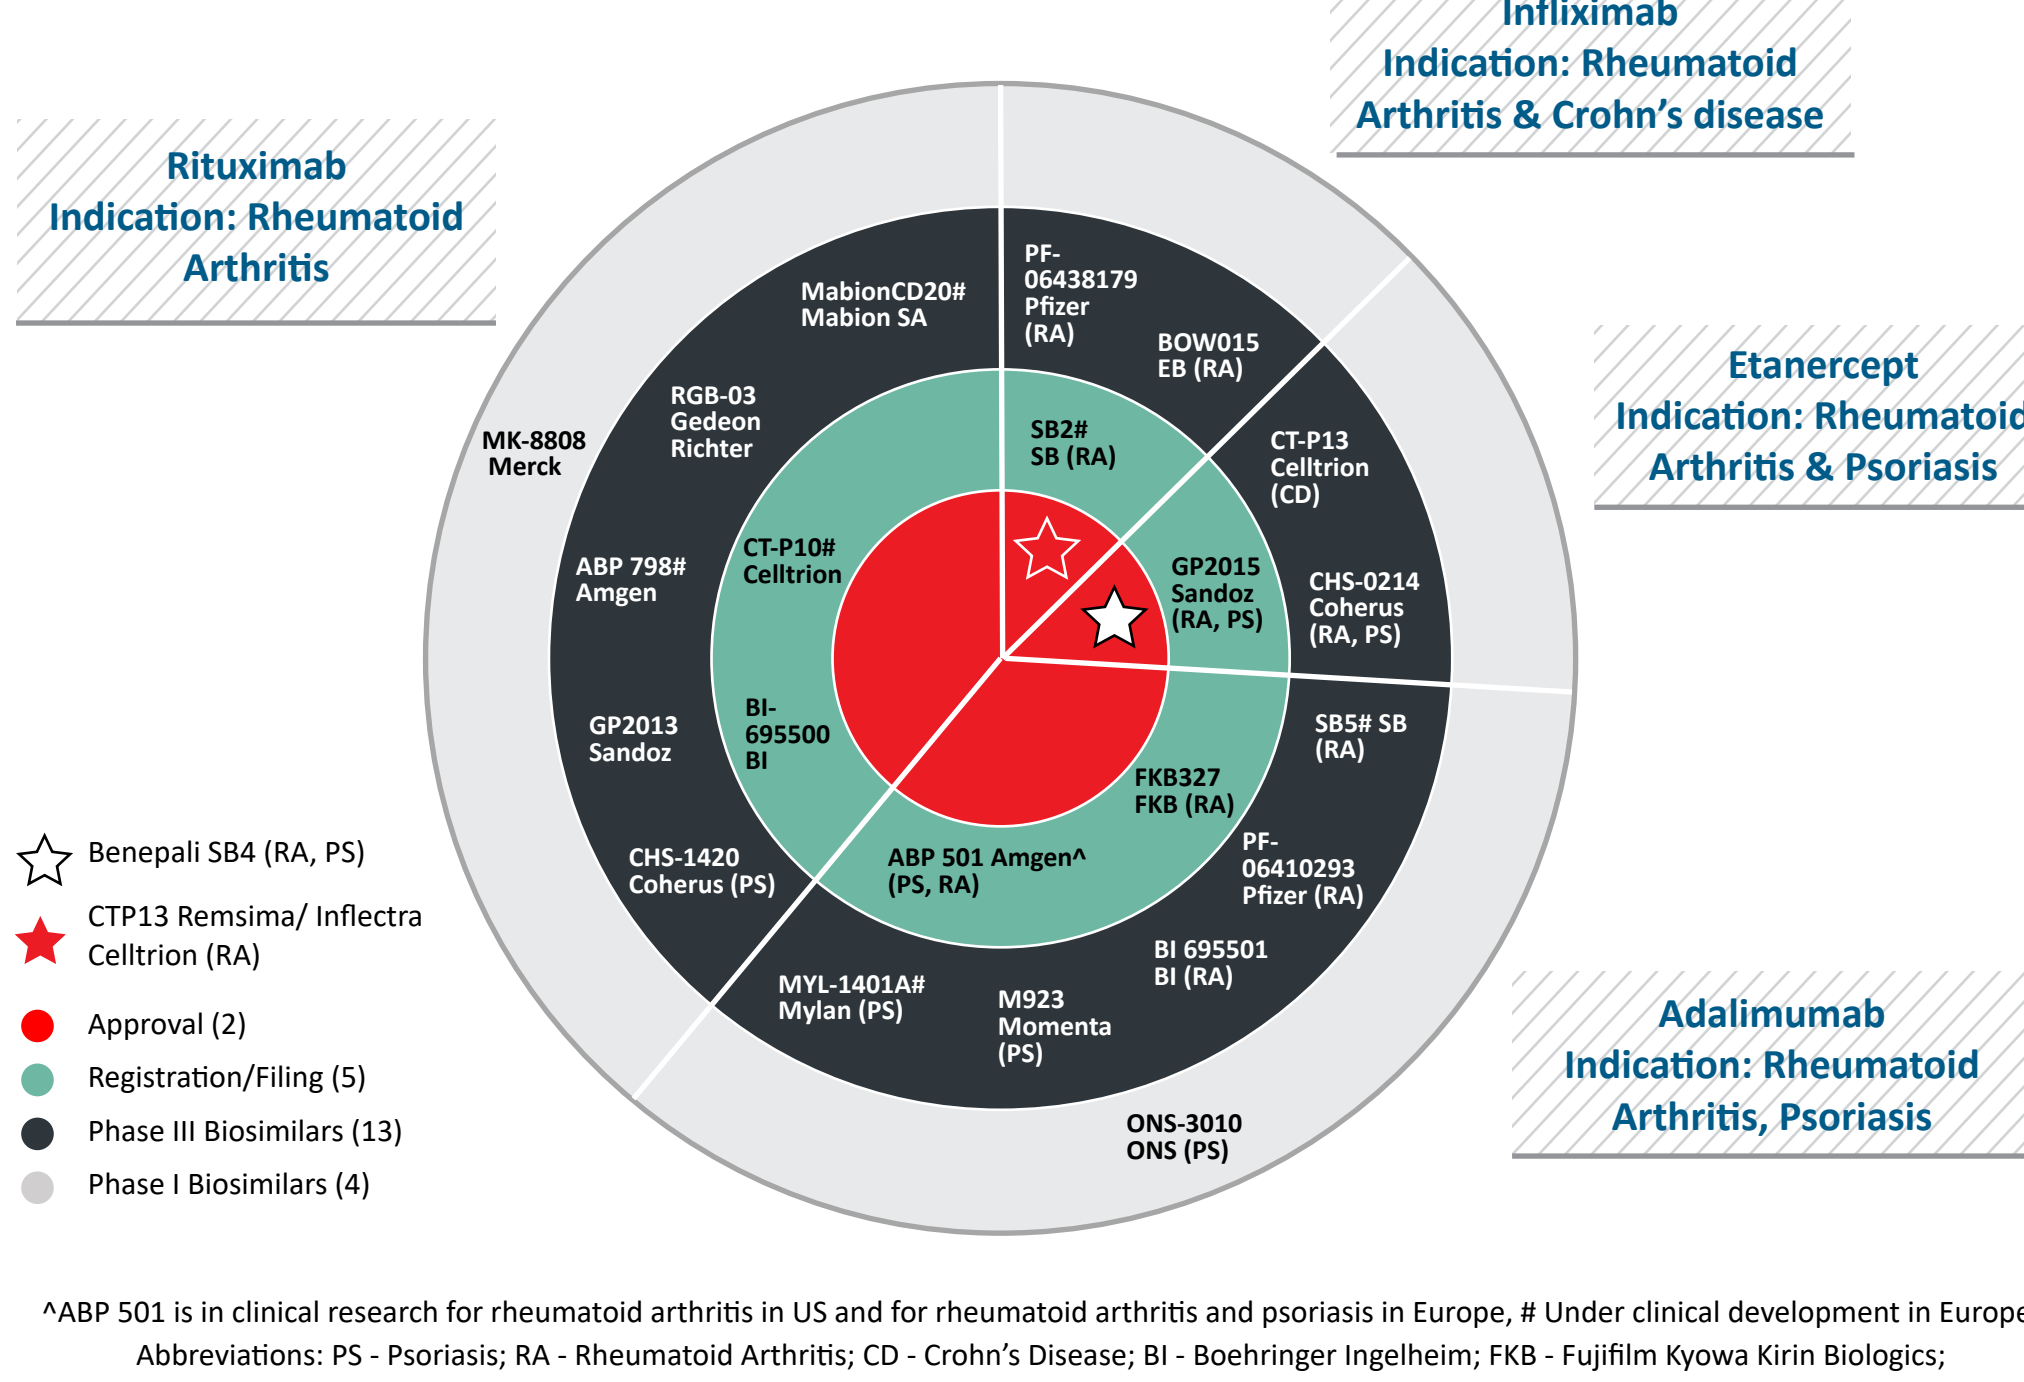 Infliximab
Indication: Rheumatoid
Arthritis & Crohn's disease
Rituximab
Indication: Rheumatoid
Arthritis
Etanercept
Indication: Rheumatoid
Arthritis & Psoriasis
Adalimumab
Indication: Rheumatoid
Arthritis, Psoriasis
MabionCD20#
Mabion SA
RGB-03
Gedeon
Richter
MK-8808
Merck
ABP 798#
Amgen
GP2013
Sandoz
CHS-1420
Coherus (PS)
CT-P10#
Celltrion
BI-
695500
BI
PF-
06438179
Pfizer
(RA)
BOW015
EB (RA)
SB2#
SB (RA)
CT-P13
Celltrion
(CD)
GP2015
Sandoz
(RA, PS)
CHS-0214
Coherus
(RA, PS)
SB5# SB
(RA)
FKB327
FKB (RA)
PF-
06410293
Pfizer (RA)
ABP 501 Amgen^
(PS, RA)
BI 695501
BI (RA)
MYL-1401A#
Mylan (PS)
M923
Momenta
(PS)
ONS-3010
ONS (PS)
Benepali SB4 (RA, PS)
CTP13 Remsima/ Inflectra
Celltrion (RA)
Approval (2)
Registration/Filing (5)
Phase III Biosimilars (13)
Phase I Biosimilars (4)
^ABP 501 is in clinical research for rheumatoid arthritis in US and for rheumatoid arthritis and psoriasis in Europe, # Under clinical development in Europe
Abbreviations: PS - Psoriasis; RA - Rheumatoid Arthritis; CD - Crohn's Disease; BI - Boehringer Ingelheim; FKB - Fujifilm Kyowa Kirin Biologics;